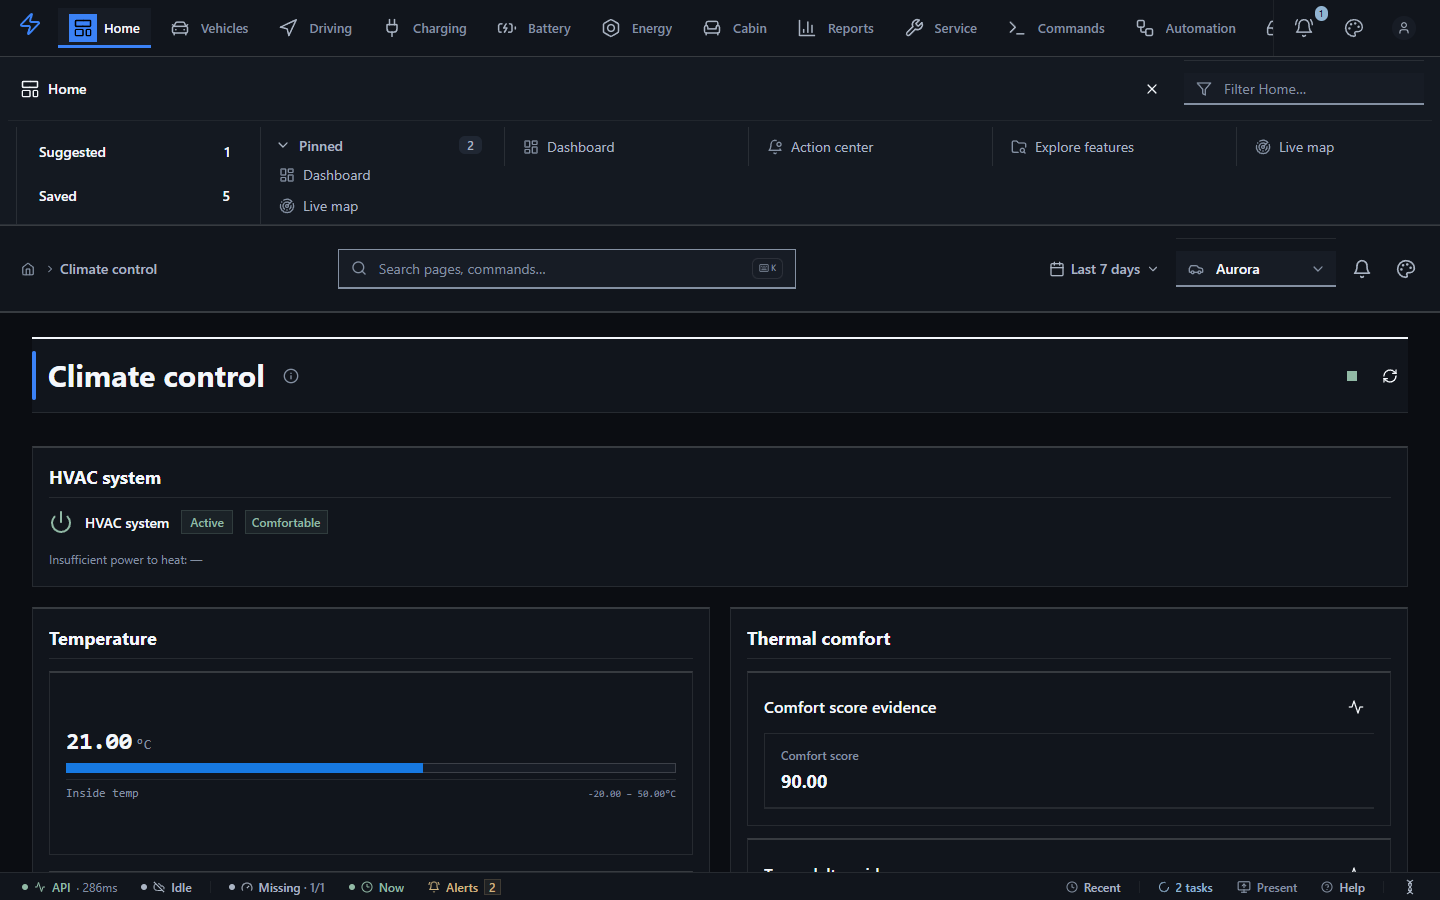 Home Vehicles Driving Charging Battery Energy Cabin Reports Service Commands Automation 1
Home
Filter Home...
Suggested 1
Saved 5
Pinned 2
Dashboard
Live map
Dashboard
Action center
Explore features
Live map
Climate control
Search pages, commands...
K
Last 7 days
Aurora
Climate control
HVAC system
HVAC system Active Comfortable
Insufficient power to heat: —
Temperature
21.00 °C
Inside temp -20.00 – 50.00°C
Thermal comfort
Comfort score evidence
Comfort score
90.00
API · 286ms Idle Missing · 1/1 Now Alerts 2 Recent 2 tasks Present Help